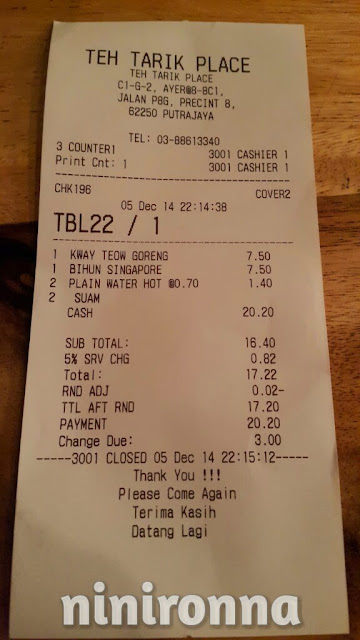 TEH TARIK PLACE
TEH TARIK PLACE
C1-G-2, AYER@8-8C1,
JALAN P8G, PRECINT 8,
62250 PUTRAJAYA
TEL: 03-88613340
3 COUNTER1 3001 CASHIER 1
Print Cnt: 1 3001 CASHIER 1
CHK196 COVER2
05 Dec 14 22:14:38
TBL22 / 1
1 KWAY TEOW GORENG 7.50
1 BIHUN SINGAPORE 7.50
2 PLAIN WATER HOT @0.70 1.40
2 SUAM
CASH 20.20
SUB TOTAL: 16.40
5% SRV CHG 0.82
Total: 17.22
RND ADJ 0.02-
TTL AFT RND 17.20
PAYMENT 20.20
Change Due: 3.00
-----3001 CLOSED 05 Dec 14 22:15:12-----
Thank You !!!
Please Come Again
Terima Kasih
Datang Lagi
ninironna